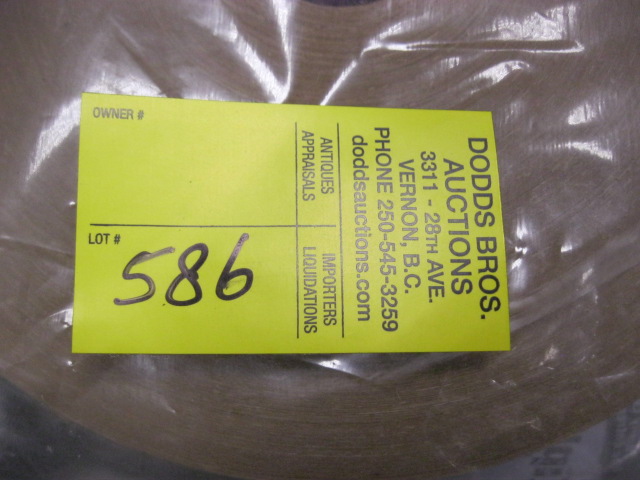 OWNER #
LOT #
586
DODDS BROS.
AUCTIONS
3311 - 28TH AVE.
VERNON, B.C.
PHONE 250-545-3259
doddsauctions.com
ANTIQUES
APPRAISALS
IMPORTERS
LIQUIDATIONS